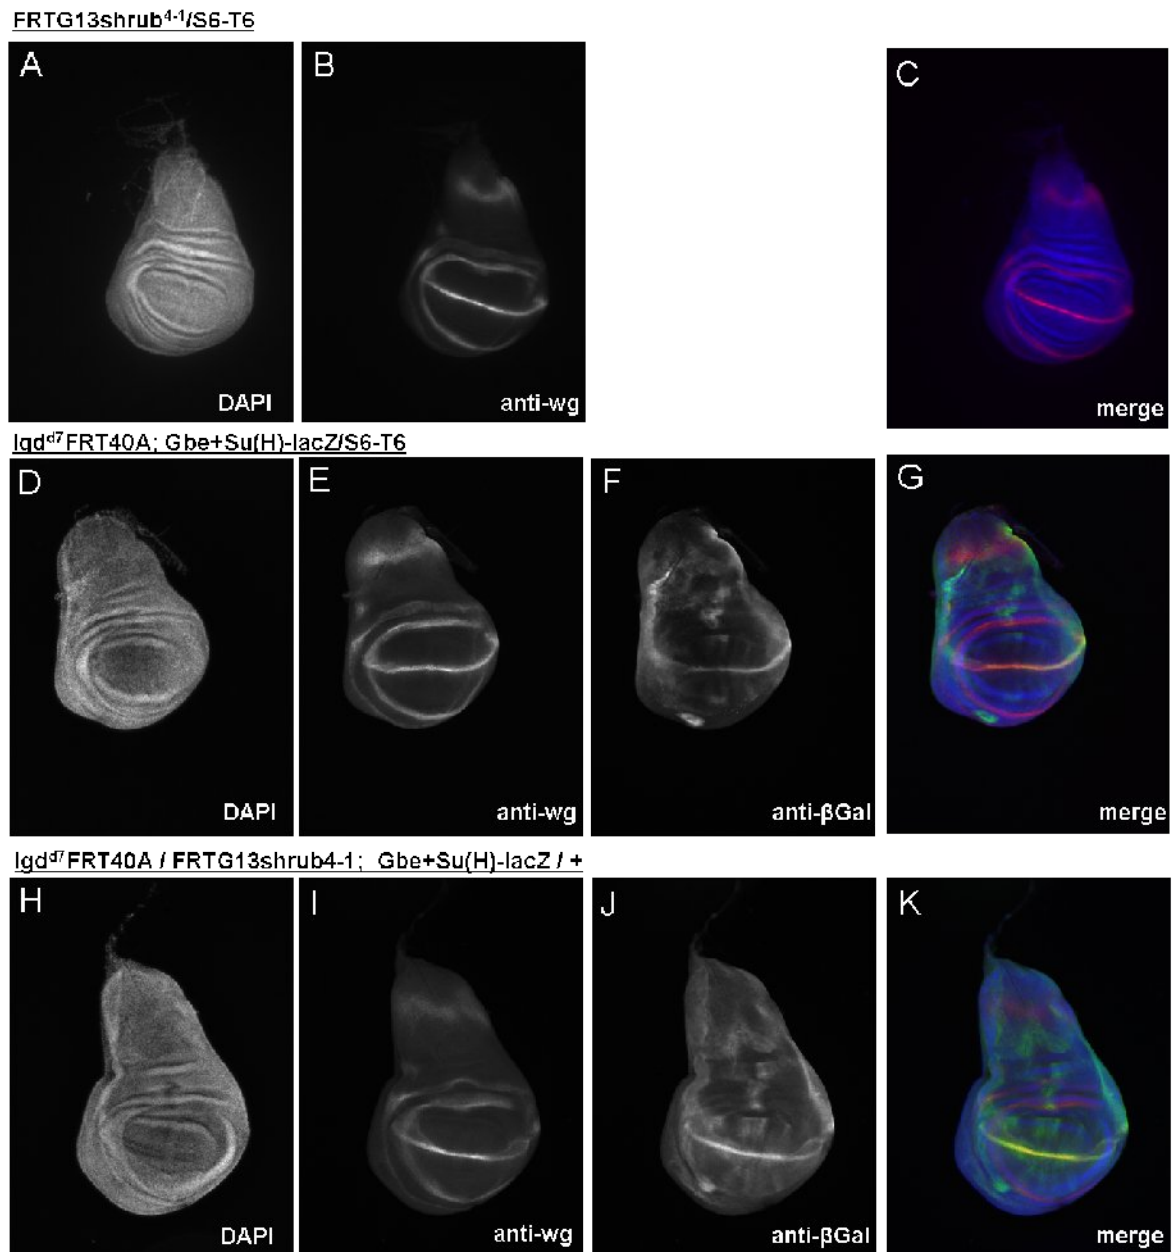 FRTG13shrub⁴⁻¹/S6-T6
A B C
DAPI anti-wg merge
lgdᵈ⁷FRT40A; Gbe+Su(H)-lacZ/S6-T6
D E F G
DAPI anti-wg anti-βGal merge
lgdᵈ⁷FRT40A / FRTG13shrub4-1; Gbe+Su(H)-lacZ / +
H I J K
DAPI anti-wg anti-βGal merge